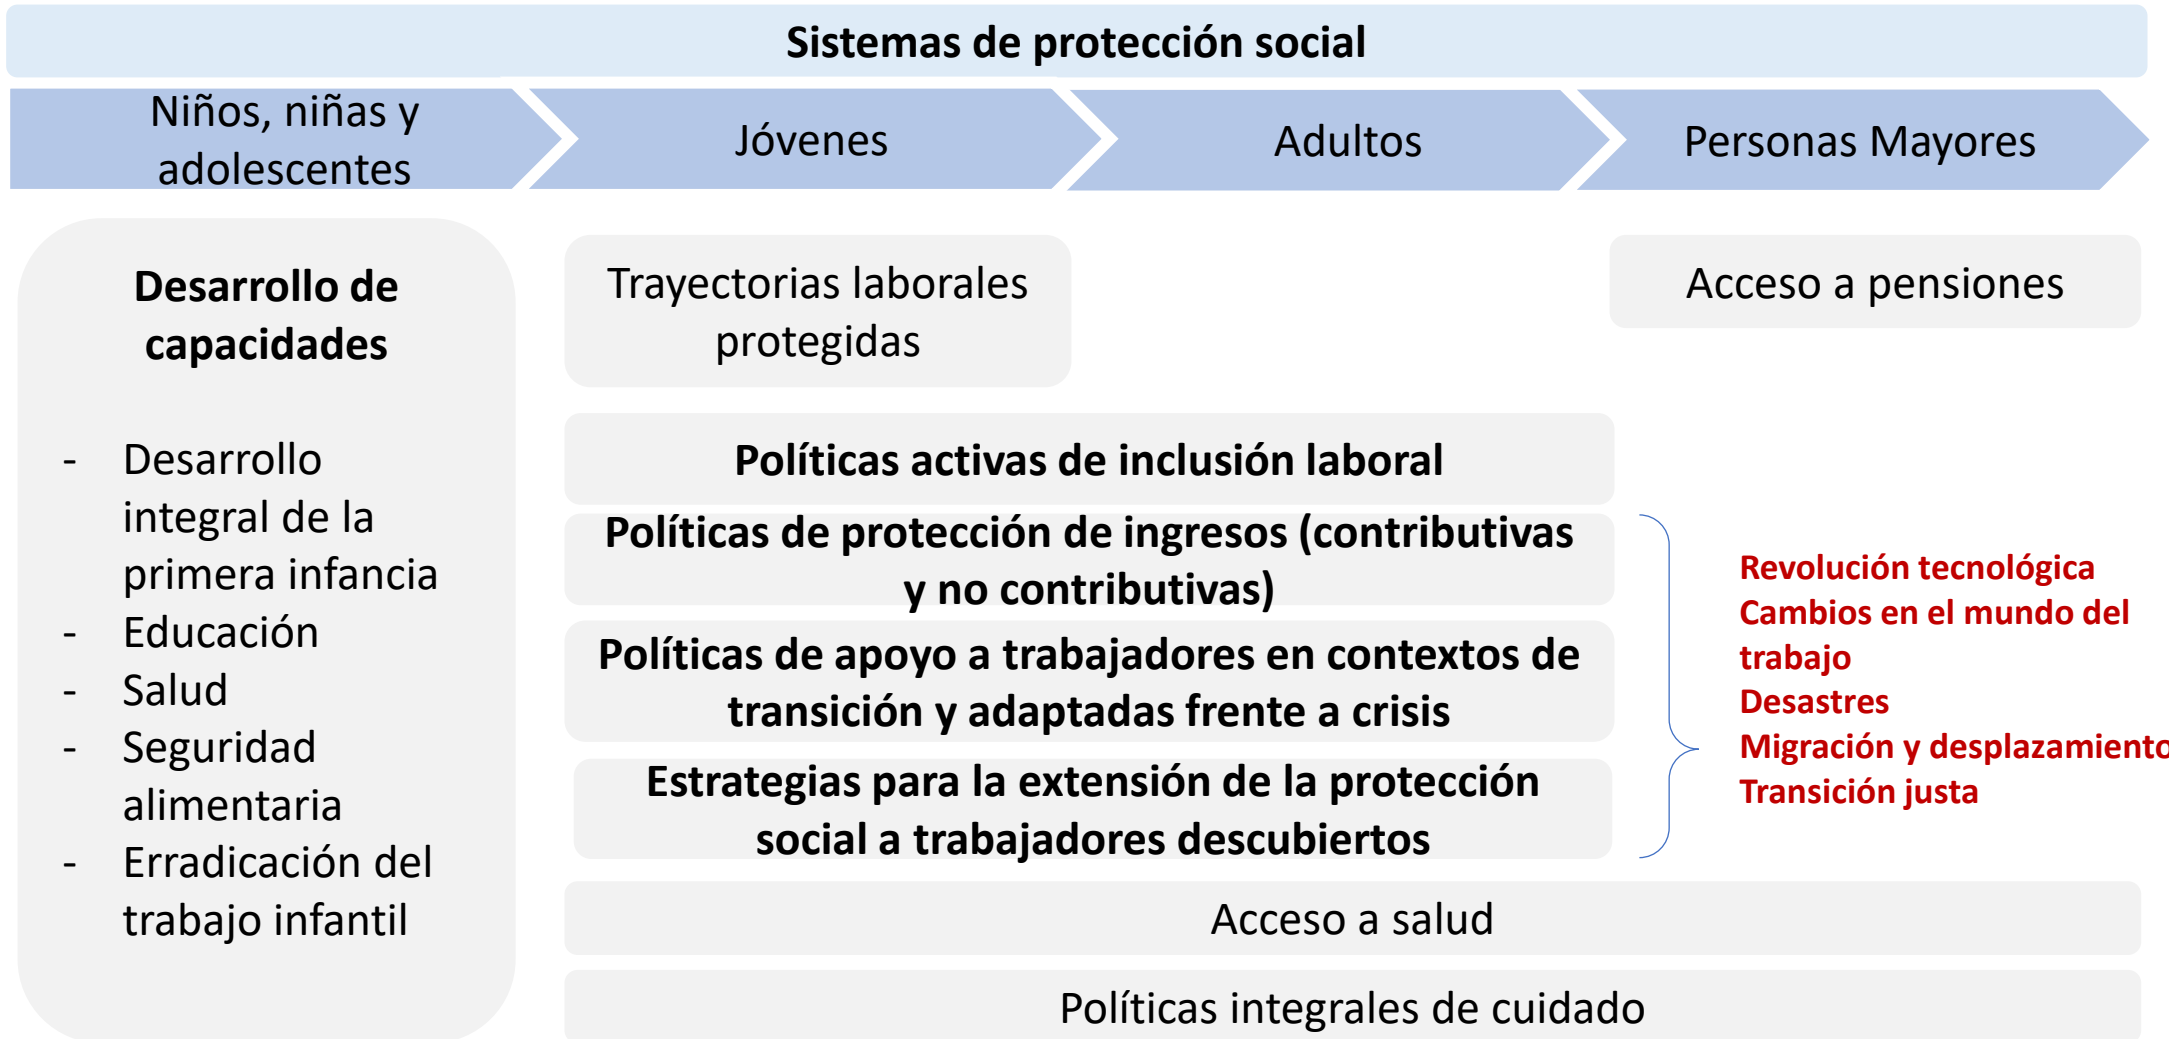 Sistemas de protección social
Niños, niñas y
adolescentes
Jóvenes
Adultos
Personas Mayores
Desarrollo de
capacidades
- Desarrollo
integral de la
primera infancia
- Educación
- Salud
- Seguridad
alimentaria
- Erradicación del
trabajo infantil
Trayectorias laborales
protegidas
Acceso a pensiones
Políticas activas de inclusión laboral
Políticas de protección de ingresos (contributivas
y no contributivas)
Políticas de apoyo a trabajadores en contextos de
transición y adaptadas frente a crisis
Estrategias para la extensión de la protección
social a trabajadores descubiertos
Revolución tecnológica
Cambios en el mundo del
trabajo
Desastres
Migración y desplazamiento
Transición justa
Acceso a salud
Políticas integrales de cuidado